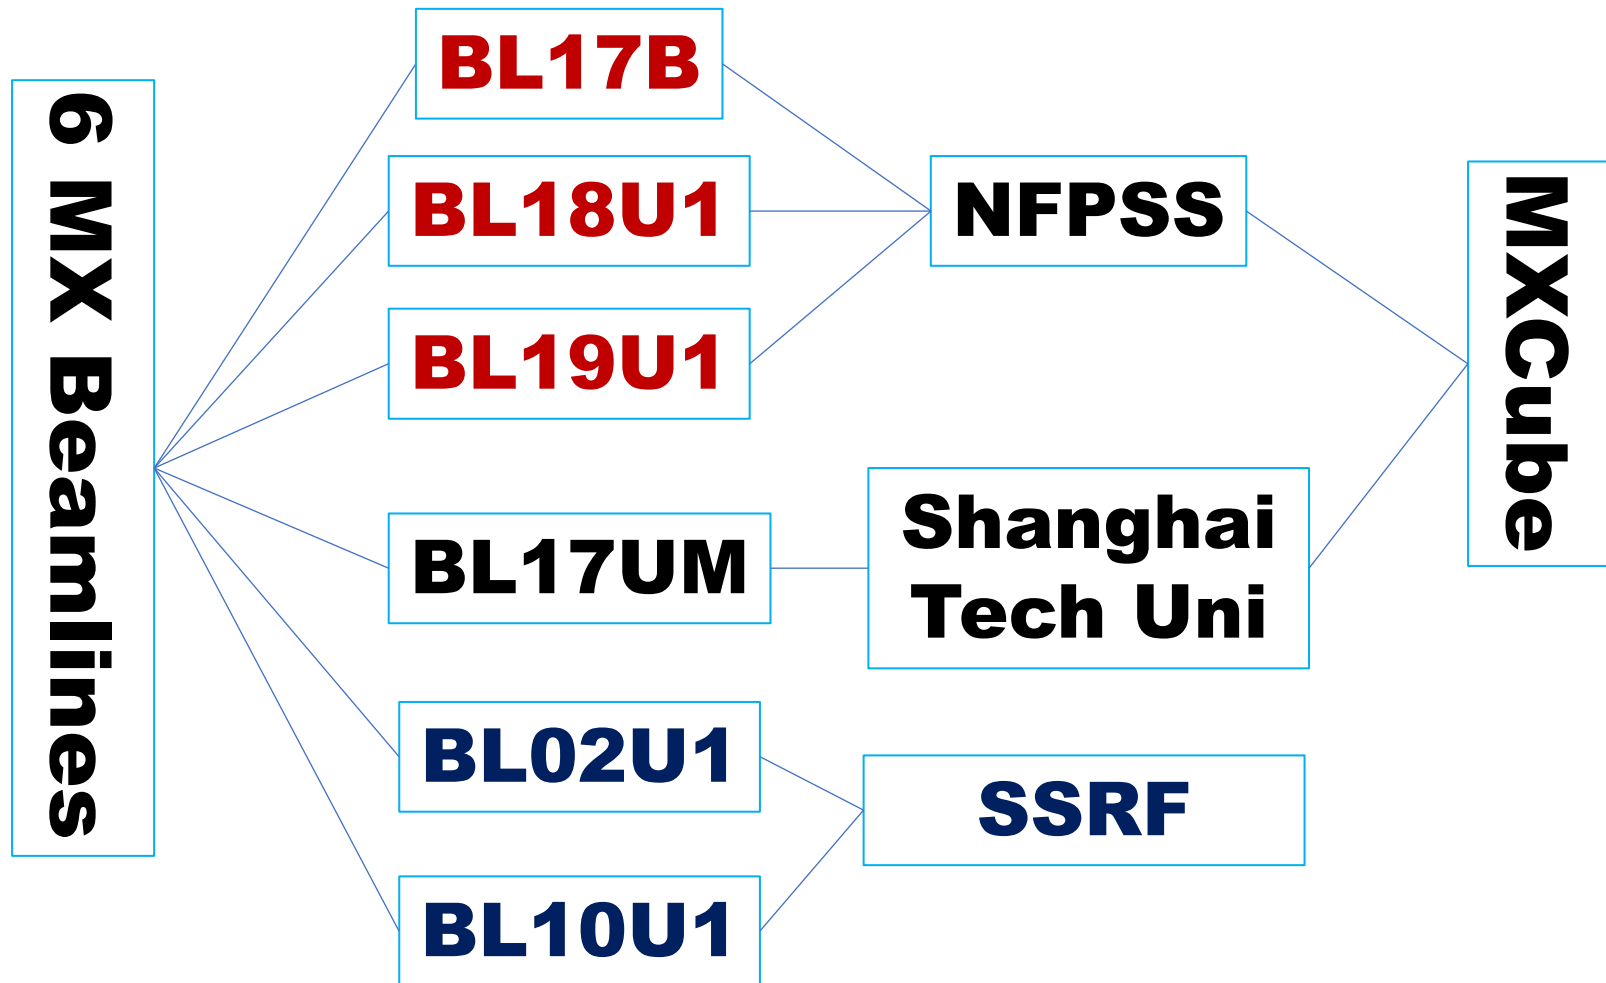 6 MX Beamlines
BL17B
BL18U1
BL19U1
BL17UM
BL02U1
BL10U1
NFPSS
Shanghai
Tech Uni
SSRF
MXCube